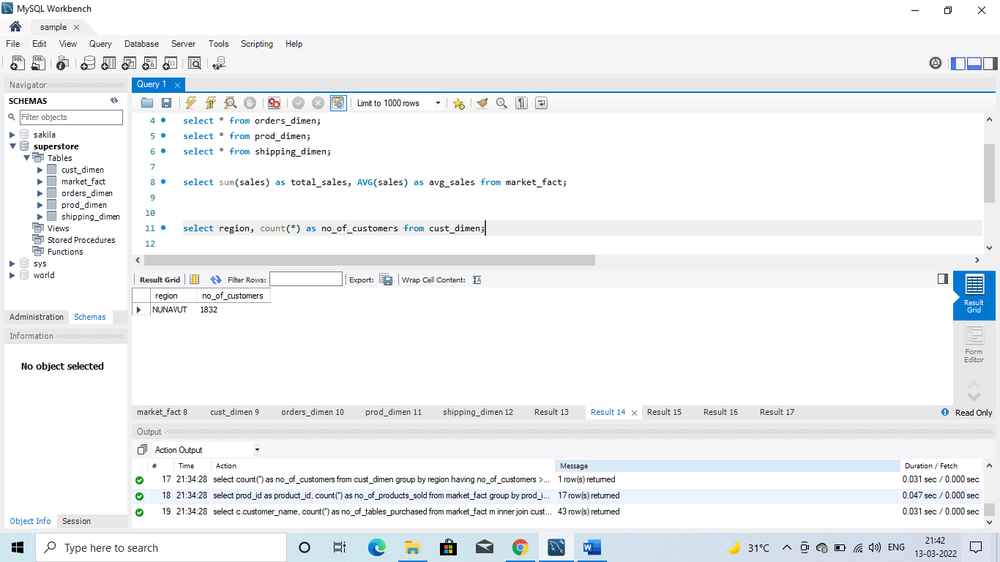 MySQL Workbench
sample
File Edit View Query Database Server Tools Scripting Help
Navigator
SCHEMAS
Filter objects
sakila
superstore
Tables
cust_dimen
market_fact
orders_dimen
prod_dimen
shipping_dimen
Views
Stored Procedures
Functions
sys
world
Administration Schemas
Information
No object selected
Object Info Session
Query 1
Limit to 1000 rows
4 select * from orders_dimen;
5 select * from prod_dimen;
6 select * from shipping_dimen;
7
8 select sum(sales) as total_sales, AVG(sales) as avg_sales from market_fact;
9
10
11 select region, count(*) as no_of_customers from cust_dimen;
12
Result Grid Filter Rows: Export: Wrap Cell Content:
region no_of_customers
NUNAVUT 1832
Result Grid
Form Editor
market_fact 8 cust_dimen 9 orders_dimen 10 prod_dimen 11 shipping_dimen 12 Result 13 Result 14 Result 15 Result 16 Result 17 Read Only
Output
Action Output
# Time Action Message Duration / Fetch
17 21:34:28 select count(*) as no_of_customers from cust_dimen group by region having no_of_customers >... 1 row(s) returned 0.031 sec / 0.000 sec
18 21:34:28 select prod_id as product_id, count(*) as no_of_products_sold from market_fact group by prod_i... 17 row(s) returned 0.047 sec / 0.000 sec
19 21:34:28 select c.customer_name, count(*) as no_of_tables_purchased from market_fact m inner join cust... 43 row(s) returned 0.031 sec / 0.000 sec
Type here to search
31°C ENG
21:42
13-03-2022